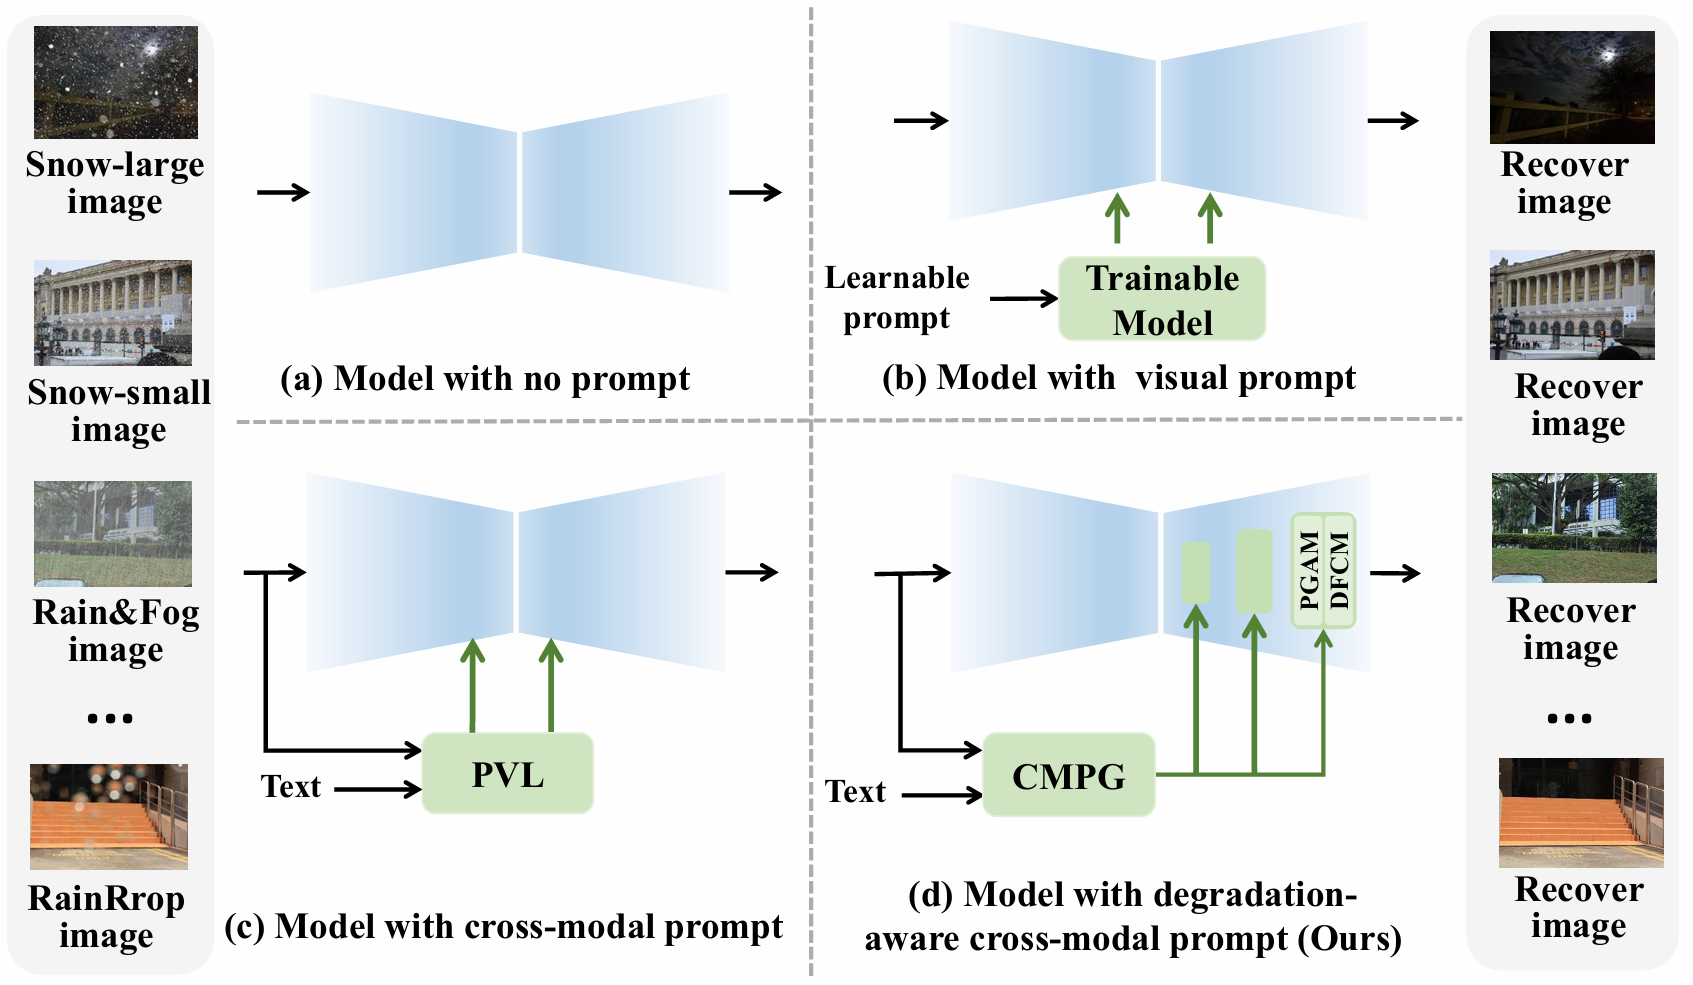 Snow-large
image
Snow-small
image
Rain&Fog
image
...
RainRrop
image
(a) Model with no prompt
Learnable
prompt
Trainable
Model
(b) Model with visual prompt
Text
PVL
(c) Model with cross-modal prompt
Text
CMPG
PGAM
DFCM
(d) Model with degradation-
aware cross-modal prompt (Ours)
Recover
image
Recover
image
Recover
image
...
Recover
image